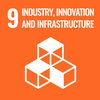 9 INDUSTRY, INNOVATION
AND INFRASTRUCTURE